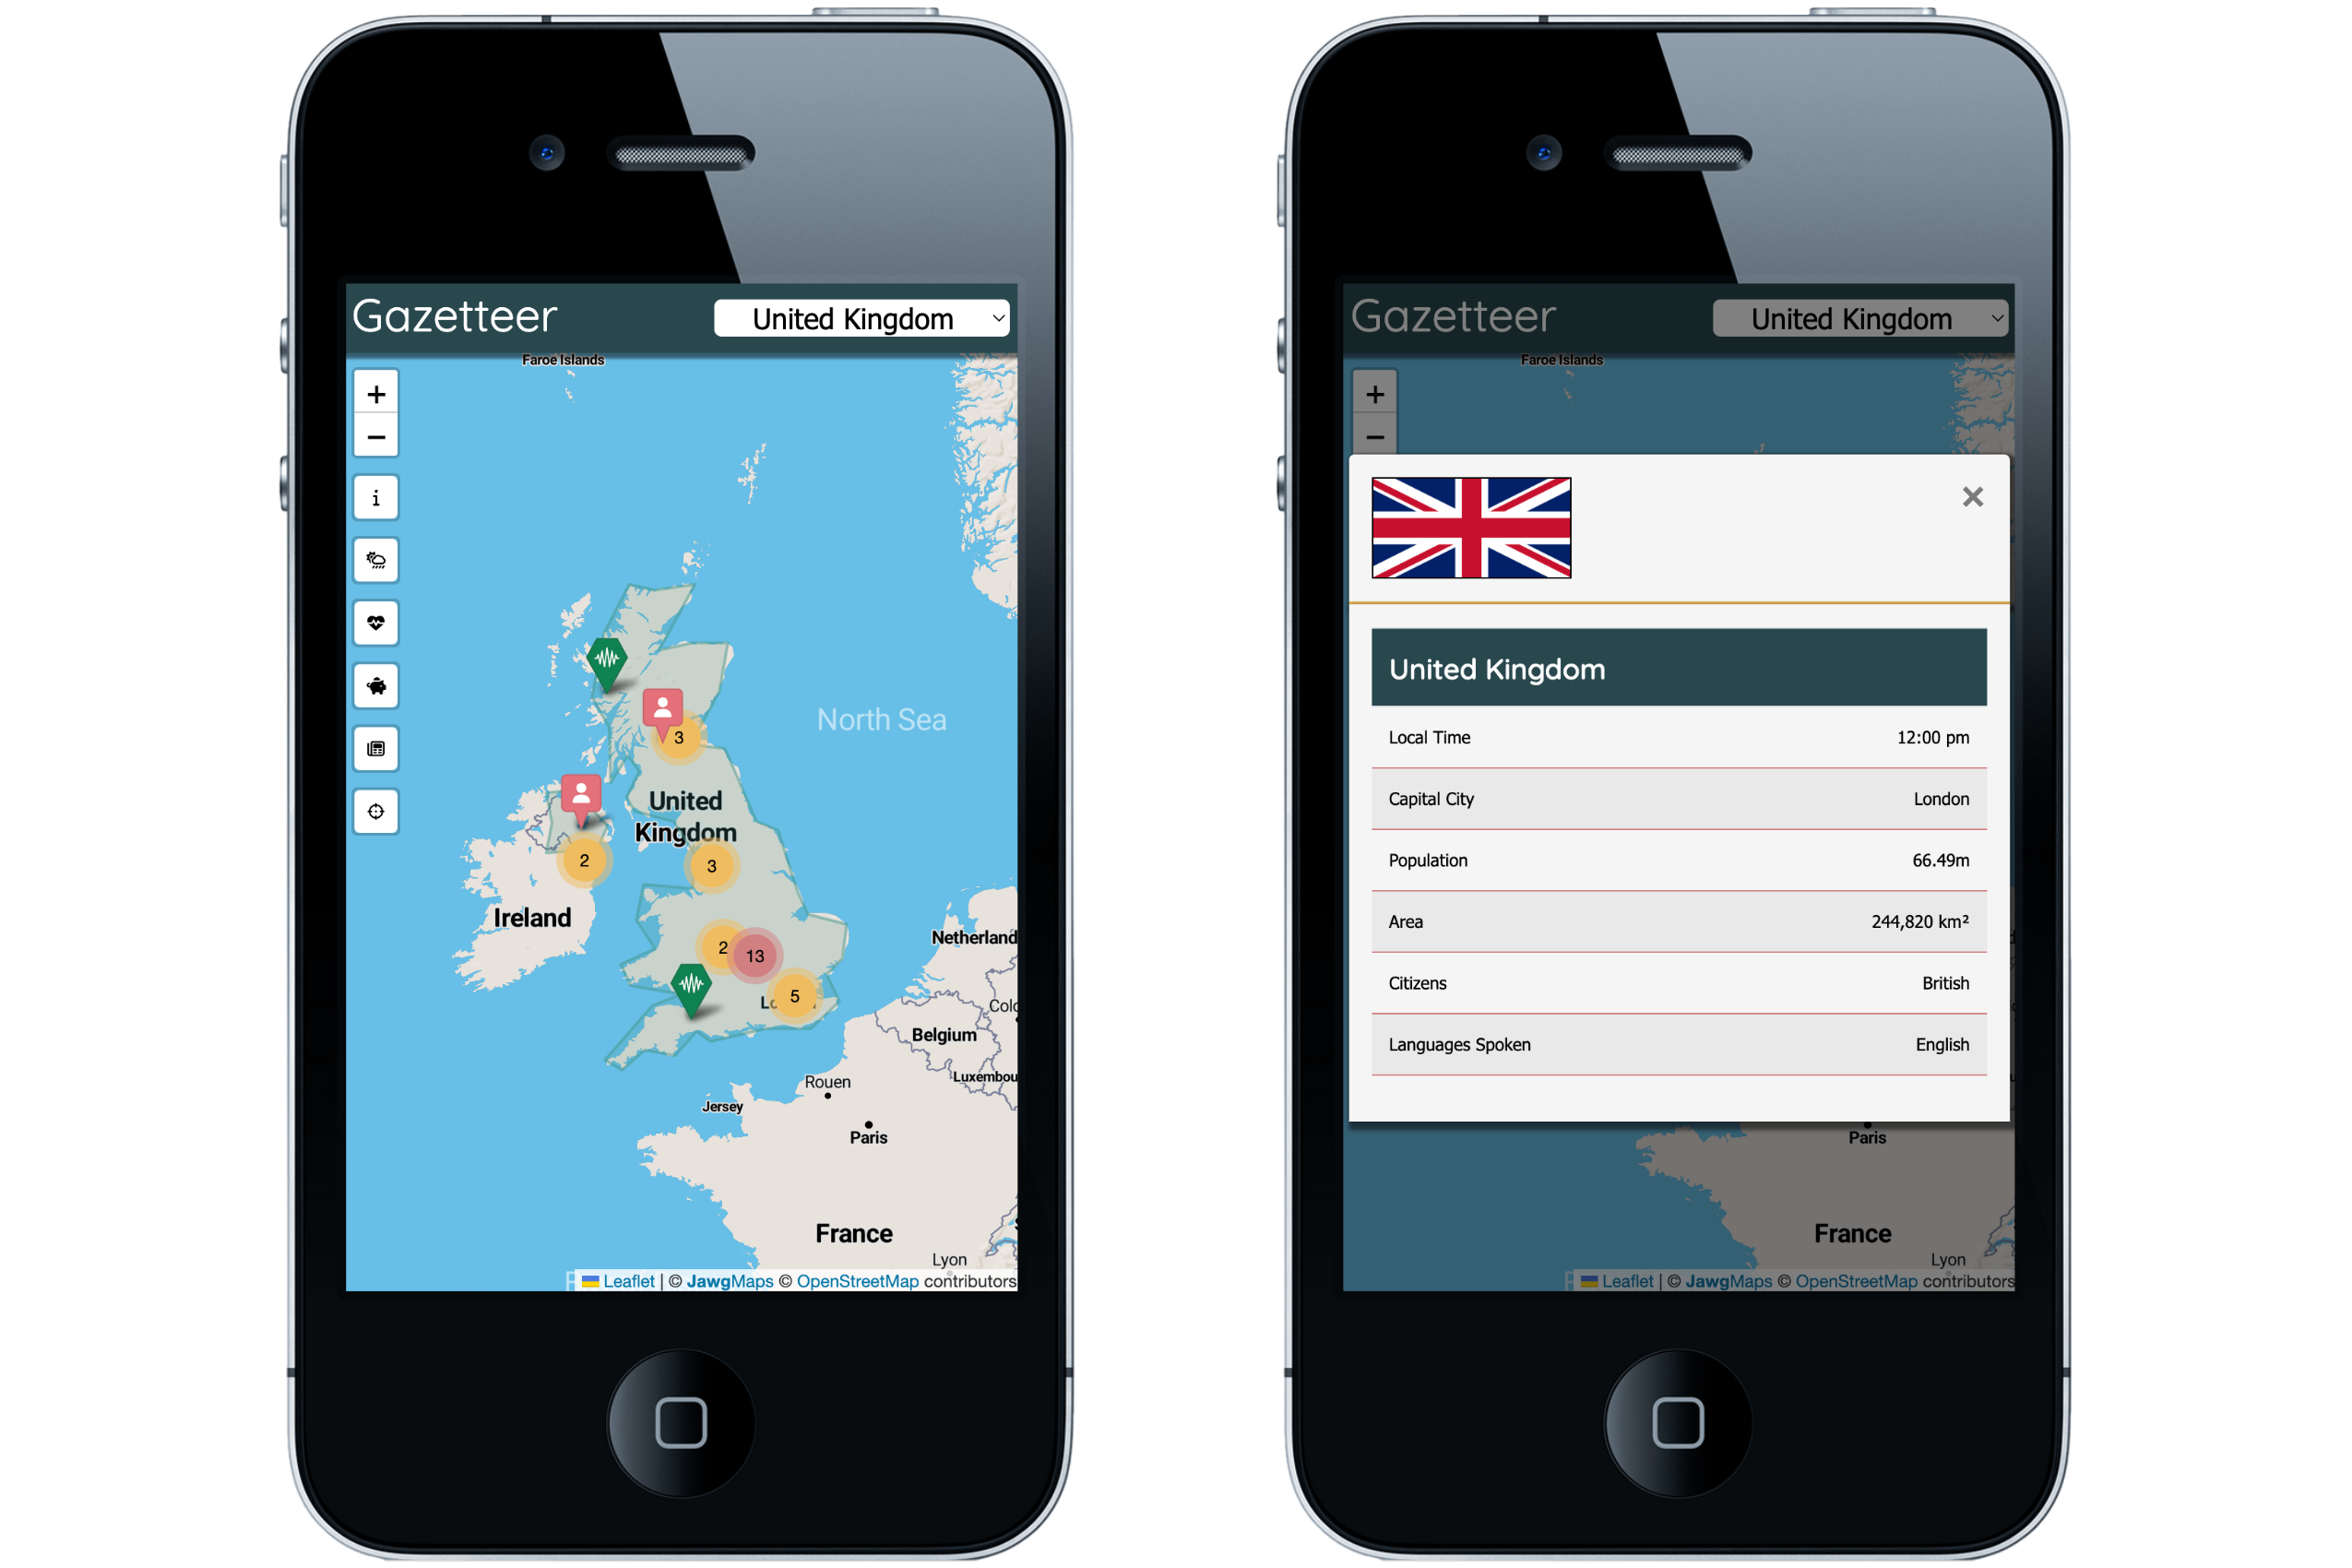 Gazetteer
United Kingdom
Faroe Islands
+
−
i
North Sea
3
United
Kingdom
2
3
Ireland
2
13
5
Netherland
Colo
Belgium
Luxembou
Rouen
Jersey
Paris
France
Lyon
Leaflet | © JawgMaps © OpenStreetMap contributors
Gazetteer
United Kingdom
Faroe Islands
+
−
×
United Kingdom
Local Time 12:00 pm
Capital City London
Population 66.49m
Area 244,820 km²
Citizens British
Languages Spoken English
Paris
France
Lyon
Leaflet | © JawgMaps © OpenStreetMap contributors